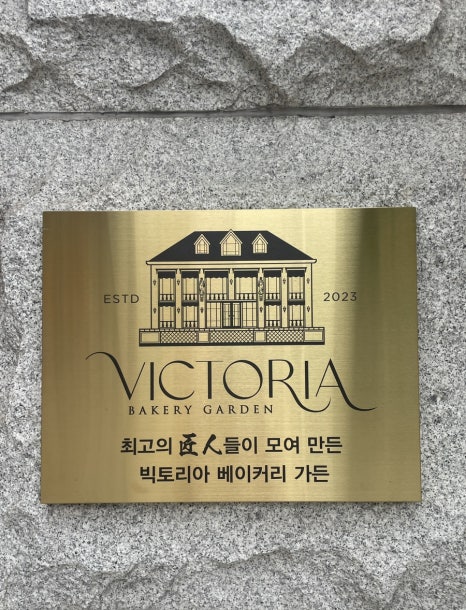 ESTD 2023
VICTORIA
BAKERY GARDEN
최고의 匠人들이 모여 만든
빅토리아 베이커리 가든